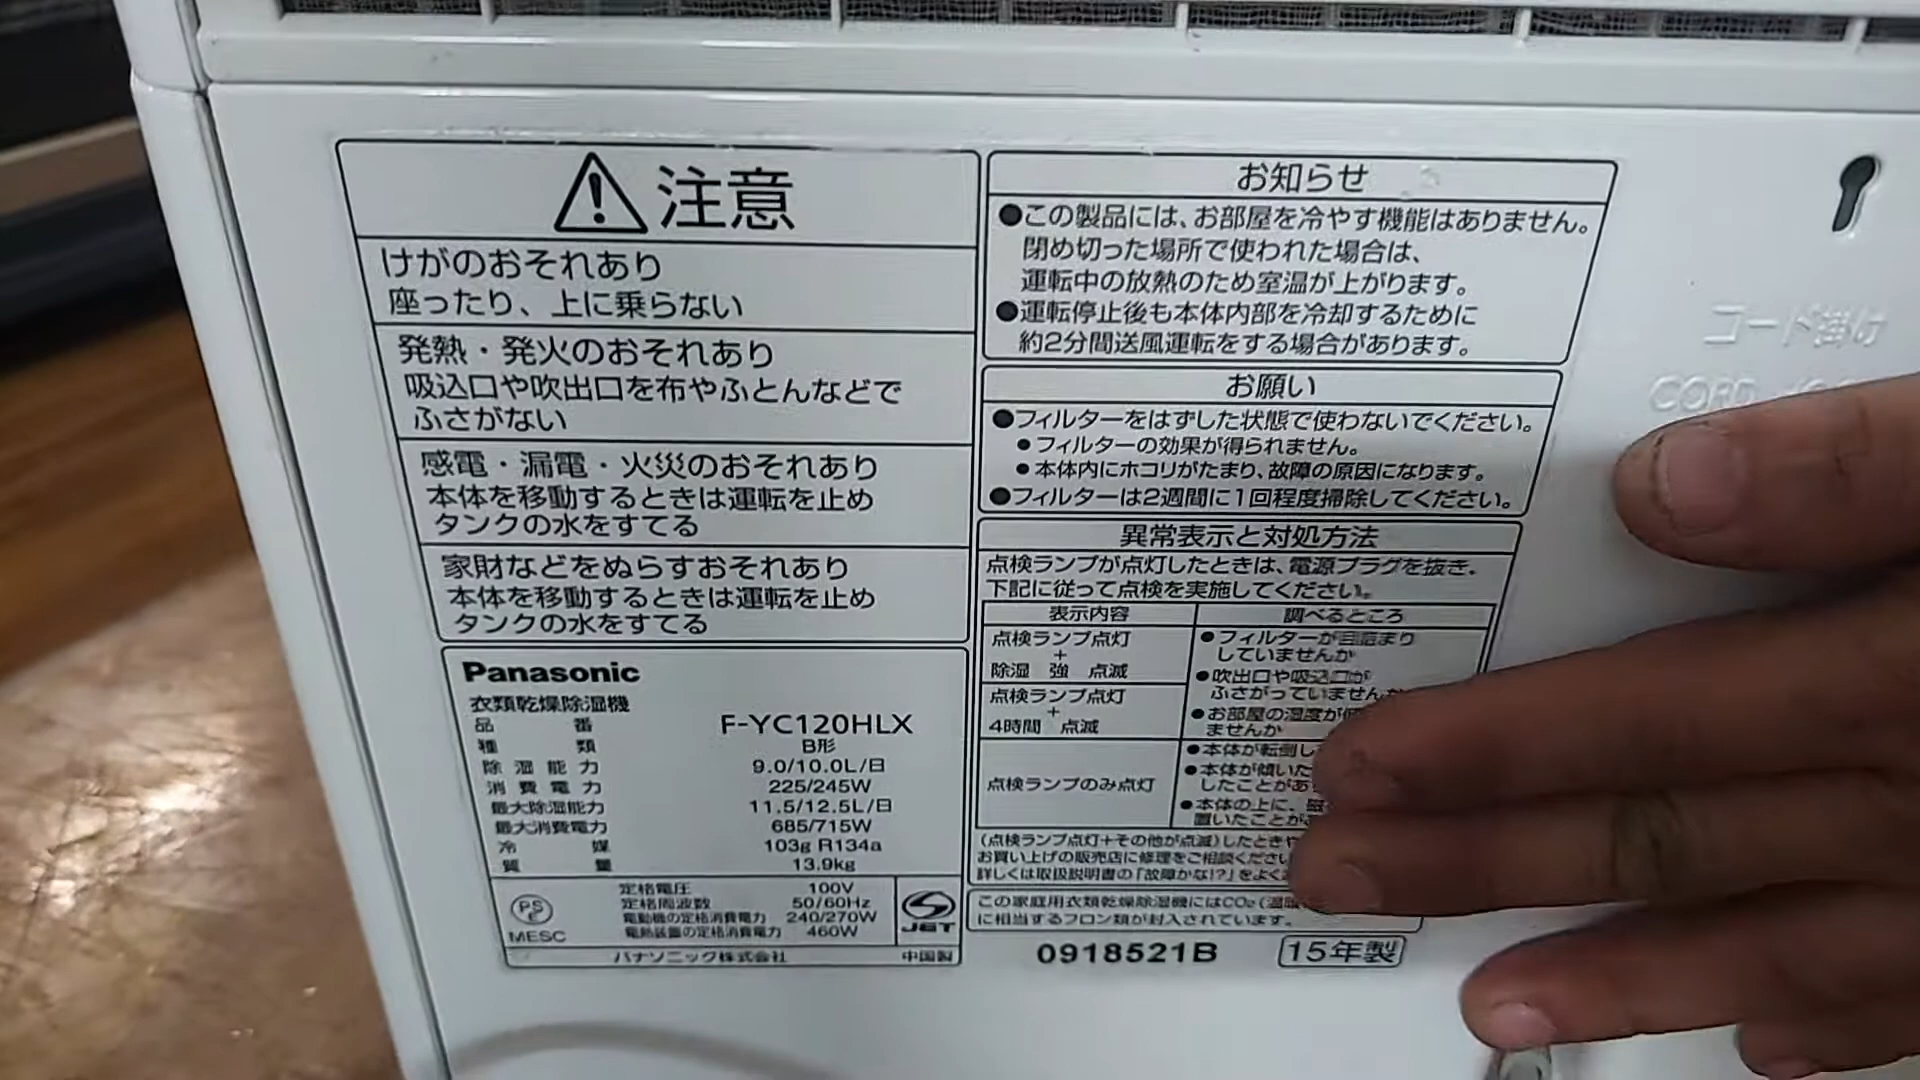 注意
けがのおそれあり
座ったり、上に乗らない
発熱・発火のおそれあり
吸込口や吹出口を布やふとんなどで
ふさがない
感電・漏電・火災のおそれあり
本体を移動するときは運転を止め
タンクの水をすてる
家財などをぬらすおそれあり
本体を移動するときは運転を止め
タンクの水をすてる
Panasonic
衣類乾燥除湿機
品番 F-YC120HLX
種類 B形
除湿能力 9.0/10.0L/日
消費電力 225/245W
最大除湿能力 11.5/12.5L/日
最大消費電力 685/715W
冷媒 103g R134a
質量 13.9kg
PS E
MESC
定格電圧 100V
定格周波数 50/60Hz
電動機の定格消費電力 240/270W
電熱装置の定格消費電力 460W
JET
パナソニック株式会社 中国製
お知らせ
●この製品には、お部屋を冷やす機能はありません。
閉め切った場所で使われた場合は、
運転中の放熱のため室温が上がります。
●運転停止後も本体内部を冷却するために
約2分間送風運転をする場合があります。
お願い
●フィルターをはずした状態で使わないでください。
●フィルターの効果が得られません。
●本体内にホコリがたまり、故障の原因になります。
●フィルターは2週間に1回程度掃除してください。
異常表示と対処方法
点検ランプが点灯したときは、電源プラグを抜き、
下記に従って点検を実施してください。
表示内容 調べるところ
点検ランプ点灯
+
除湿 強 点滅
点検ランプ点灯
+
4時間 点滅
●フィルターが目詰まり
していませんか
●吹出口や吸込口が
ふさがっていません
●お部屋の温度が
ませんか
点検ランプのみ点灯
●本体が転倒し
●本体が傾いた
したことがあ
●本体の上に、
置いたことが
(点検ランプ点灯+その他が点滅)したときや
お買い上げの販売店に修理をご相談くださ
詳しくは取扱説明書の「故障かな!?」をよく
この家庭用衣類乾燥除湿機にはCO₂(温暖
に相当するフロン類が封入されています。
0918521B 15年製
コード掛け
CORD